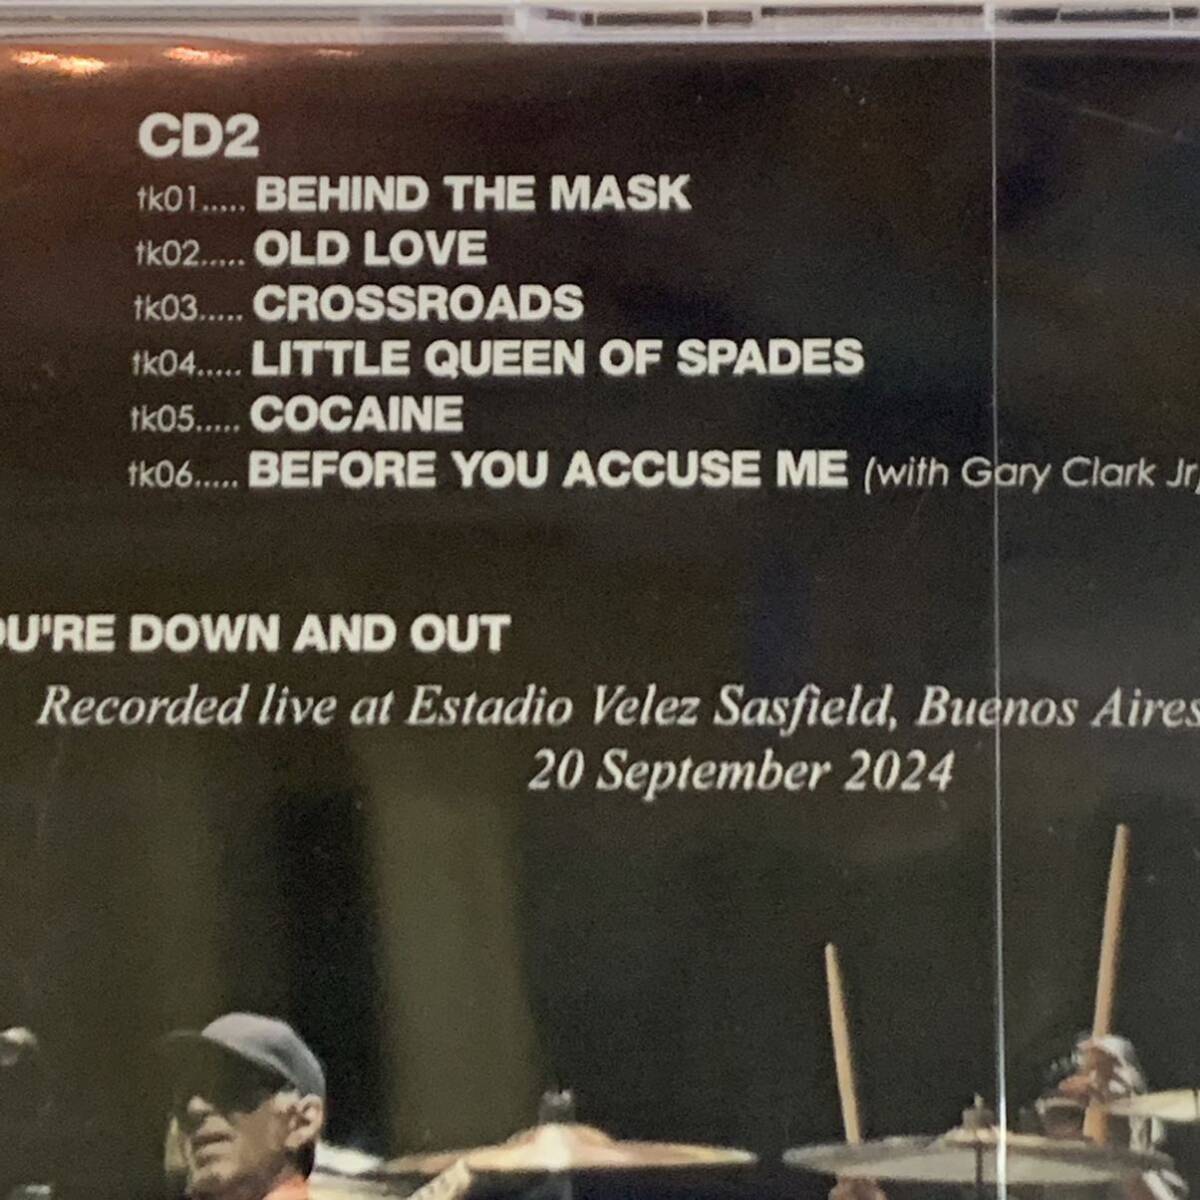 CD2
tk01..... BEHIND THE MASK
tk02..... OLD LOVE
tk03..... CROSSROADS
tk04..... LITTLE QUEEN OF SPADES
tk05..... COCAINE
tk06..... BEFORE YOU ACCUSE ME (with Gary Clark Jr)
OU'RE DOWN AND OUT
Recorded live at Estadio Velez Sasfield, Buenos Aires
20 September 2024